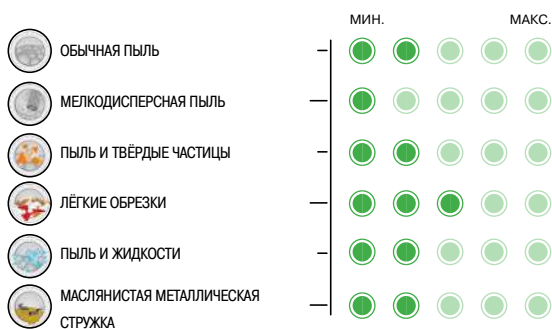 МИН. МАКС.
ОБЫЧНАЯ ПЫЛЬ
МЕЛКОДИСПЕРСНАЯ ПЫЛЬ
ПЫЛЬ И ТВЁРДЫЕ ЧАСТИЦЫ
ЛЁГКИЕ ОБРЕЗКИ
ПЫЛЬ И ЖИДКОСТИ
МАСЛЯНИСТАЯ МЕТАЛЛИЧЕСКАЯ
СТРУЖКА